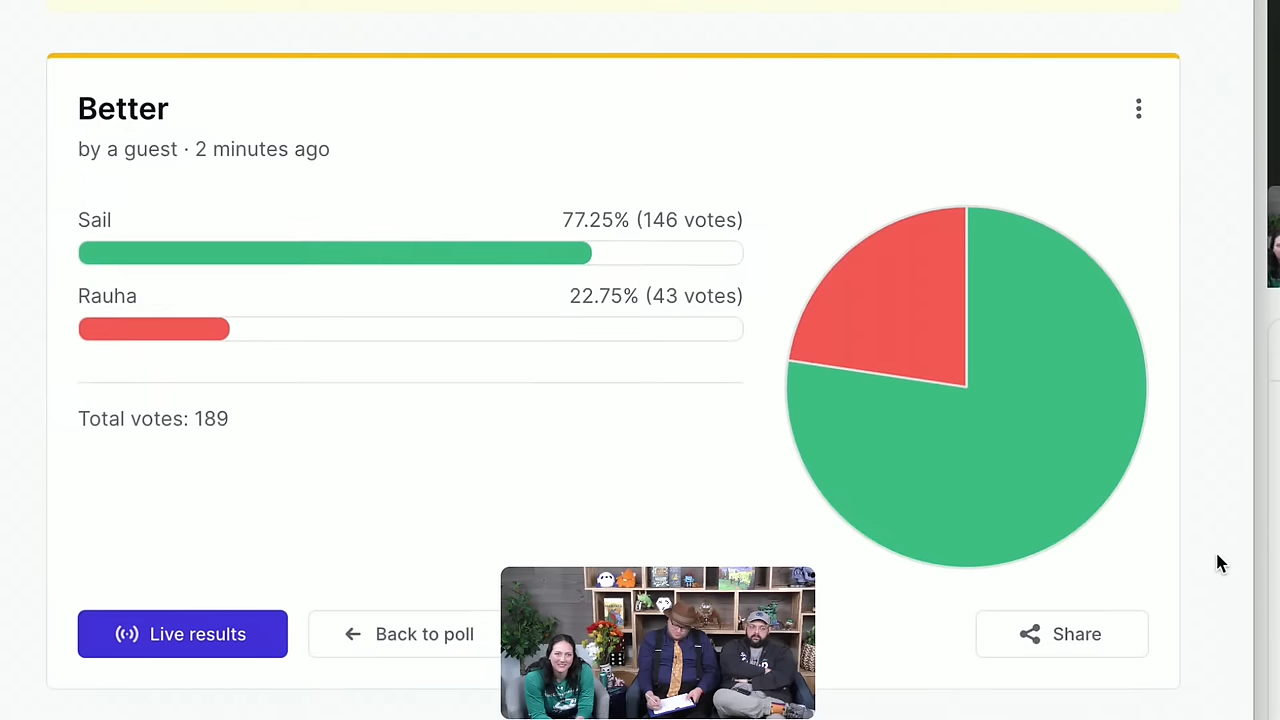 Better
by a guest · 2 minutes ago
Sail 77.25% (146 votes)
Rauha 22.75% (43 votes)
Total votes: 189
Live results
Back to poll
Share